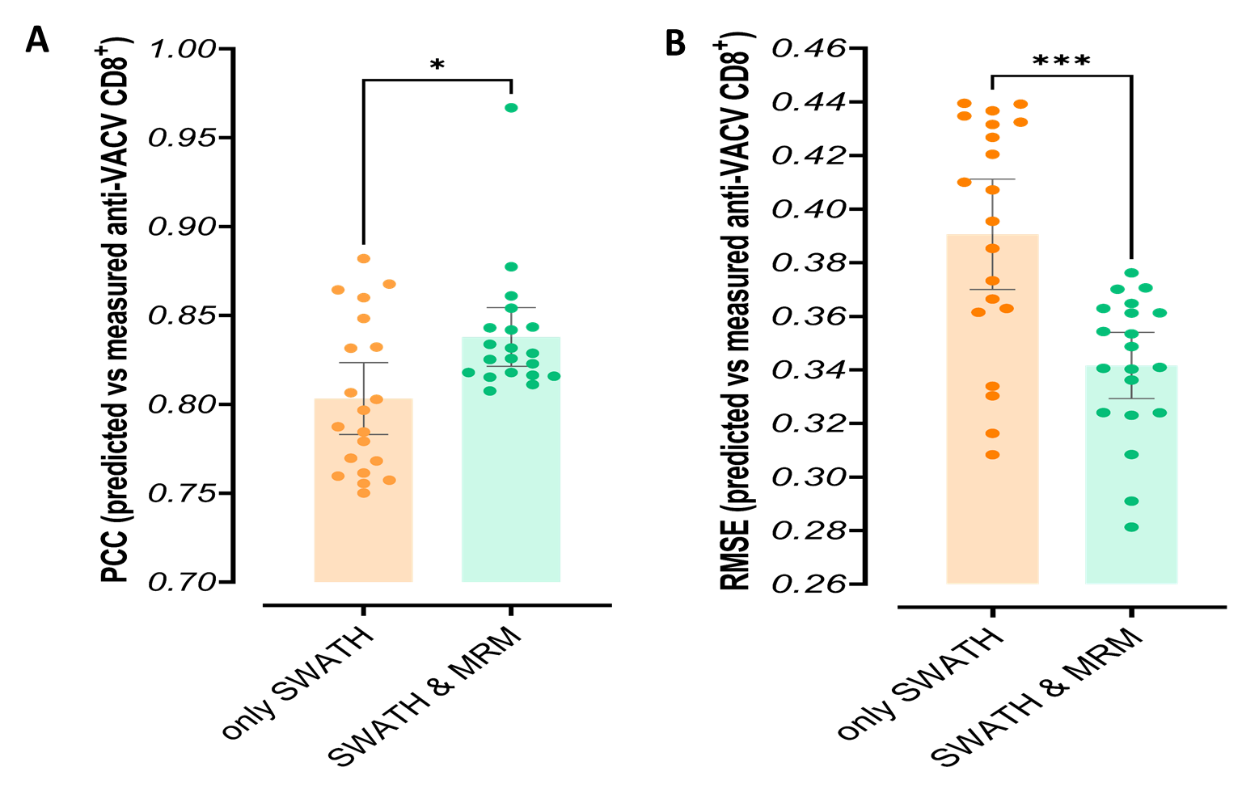 A
PCC (predicted vs measured anti-VACV CD8⁺)
1.00
0.95
0.90
0.85
0.80
0.75
0.70
*
only SWATH
SWATH & MRM
B
RMSE (predicted vs measured anti-VACV CD8⁺)
0.46
0.44
0.42
0.40
0.38
0.36
0.34
0.32
0.30
0.28
0.26
***
only SWATH
SWATH & MRM